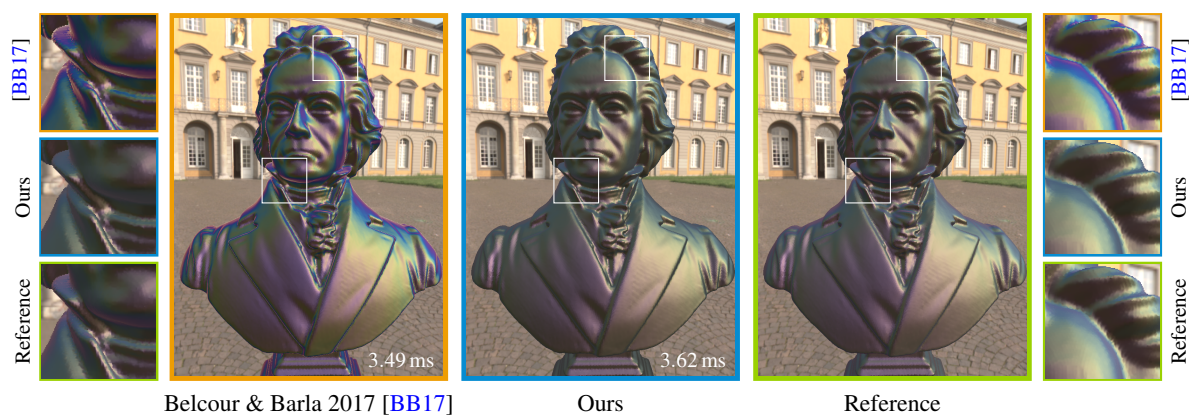 [BB17]
Ours
Reference
3.49 ms
3.62 ms
[BB17]
Ours
Reference
Belcour & Barla 2017 [BB17]
Ours
Reference